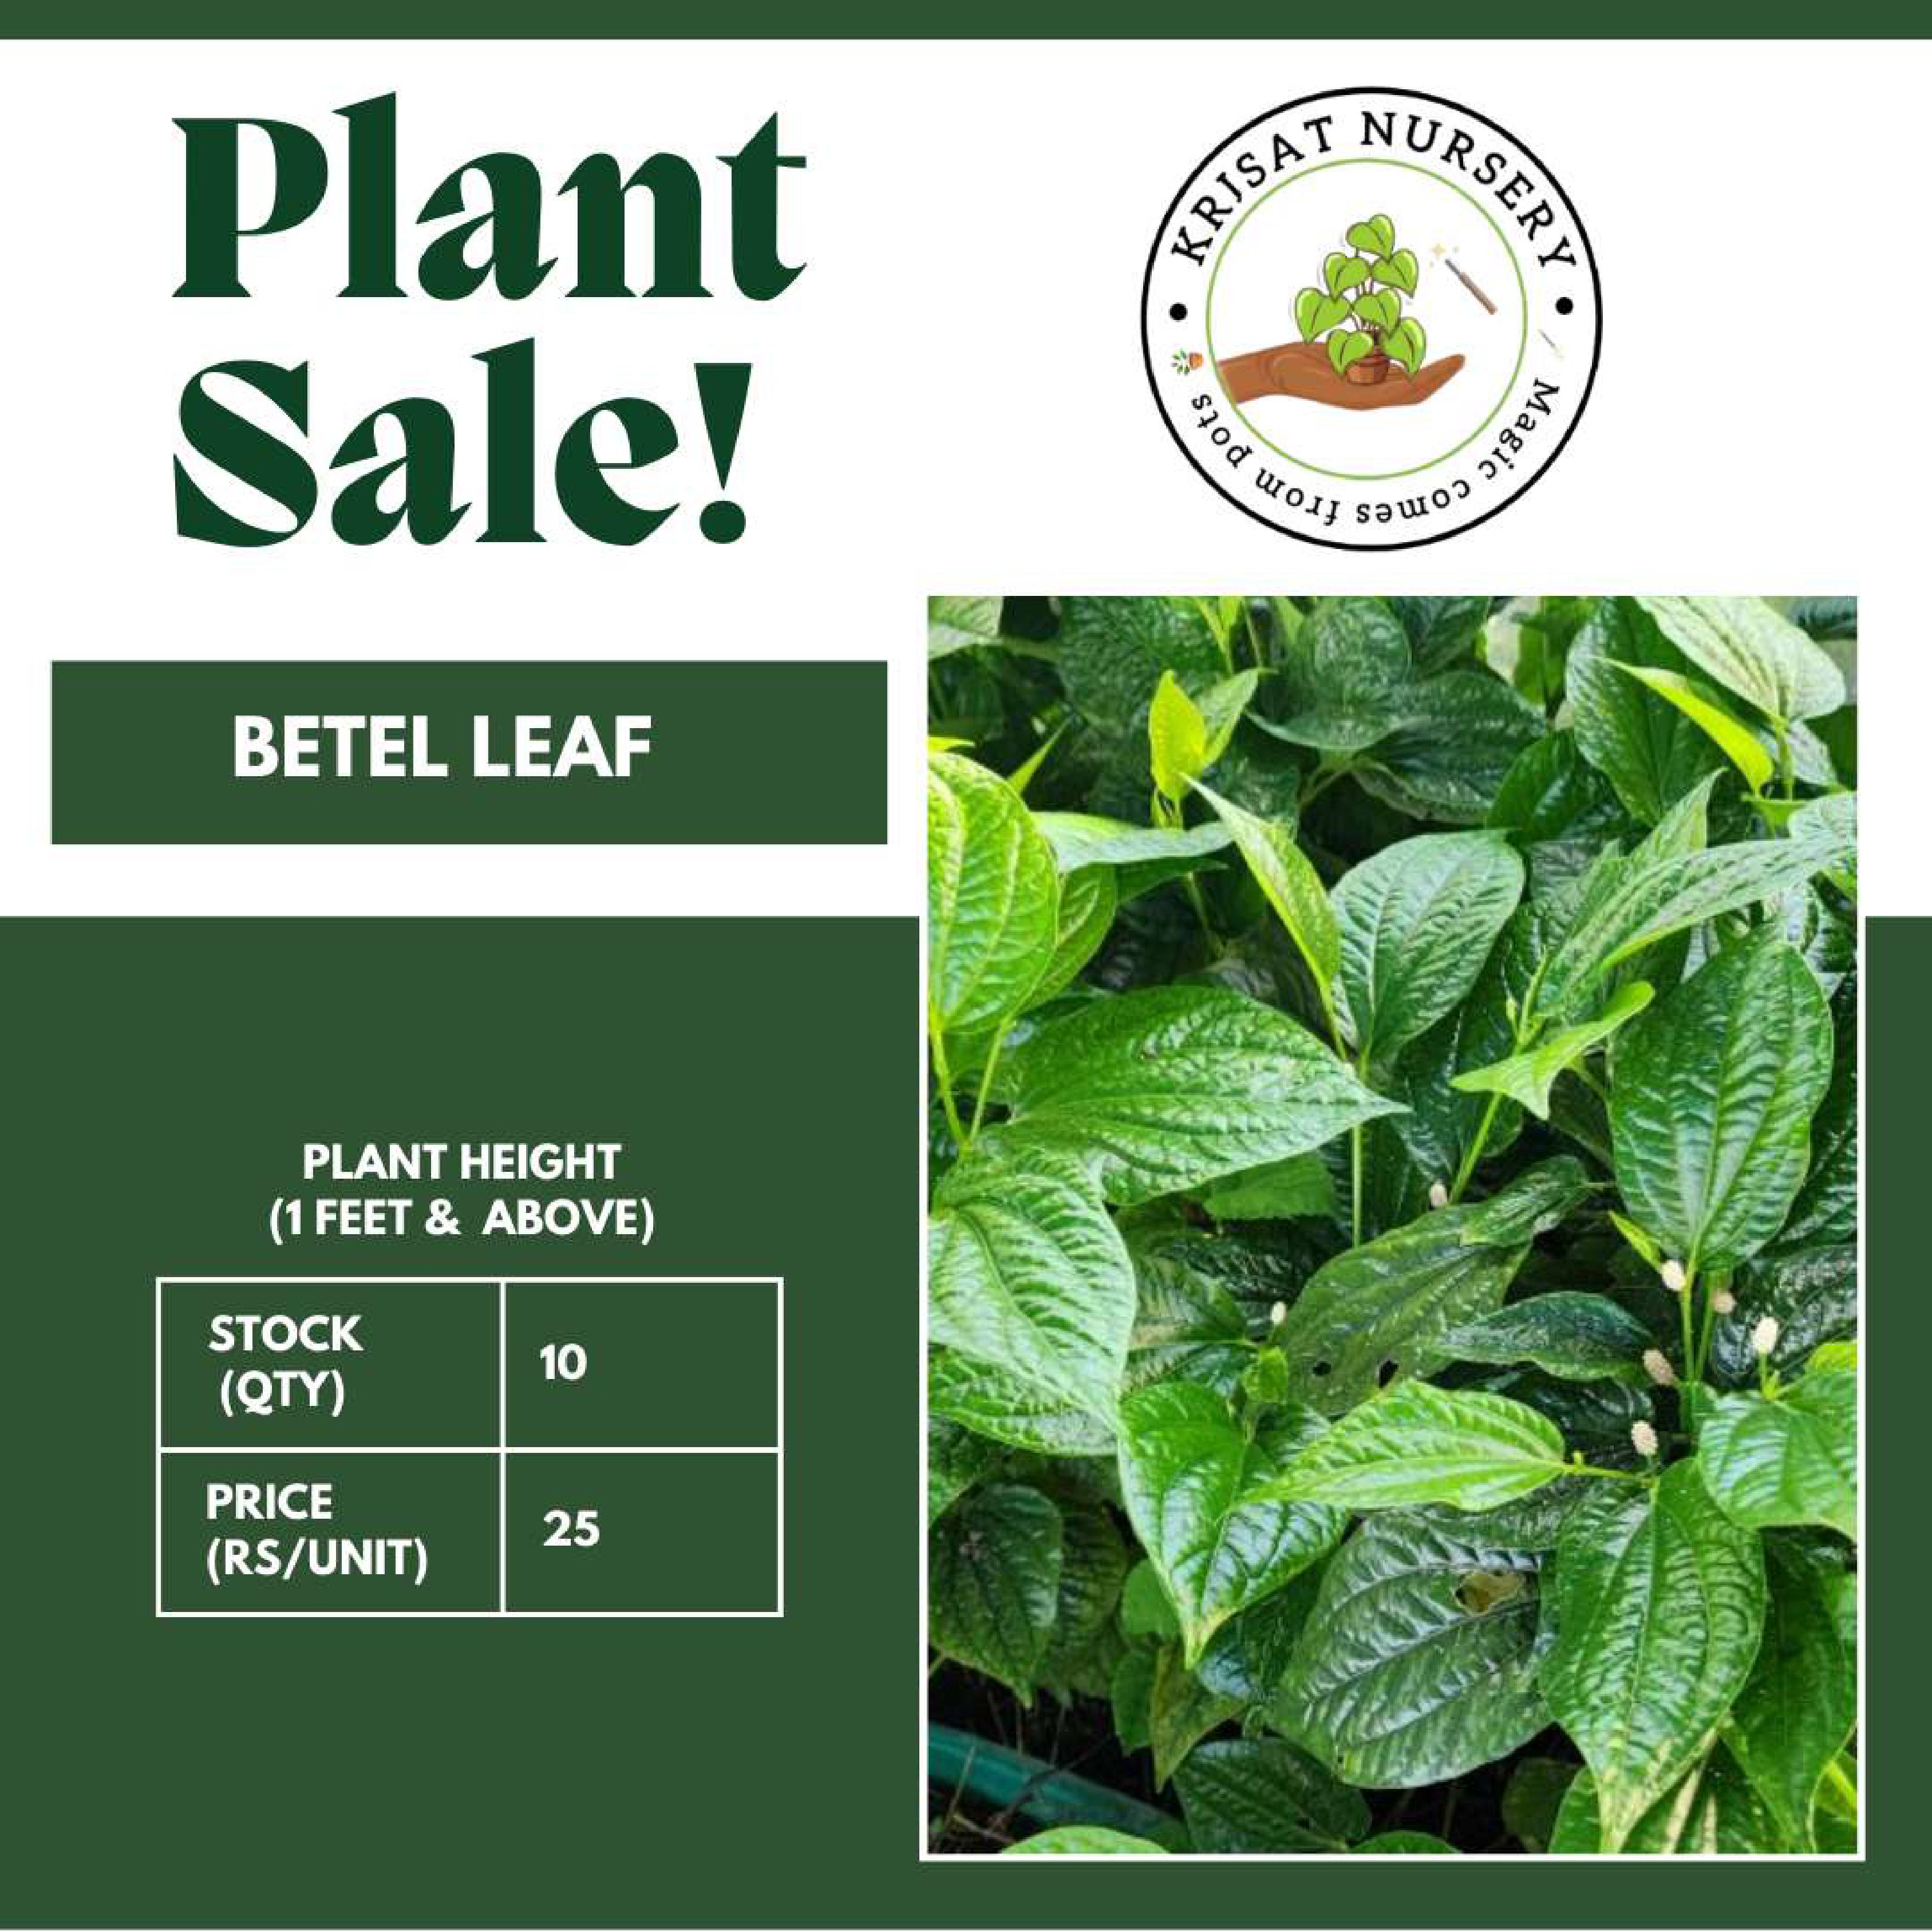 Plant
Sale!
KRISAT NURSERY
Magic comes from pots
BETEL LEAF
PLANT HEIGHT
(1 FEET & ABOVE)
STOCK
(QTY)
10
PRICE
(RS/UNIT)
25